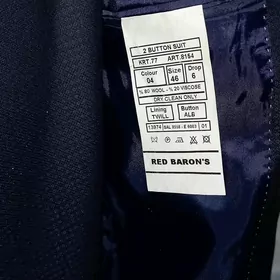 2 BUTTON SUIT
KRT.77 ART.8154
Colour Size Drop
04 46 6
% 80 WOOL - % 20 VISCOSE
DRY CLEAN ONLY
Lining Button
TWILL ALB
13974 01
RED BARON'S